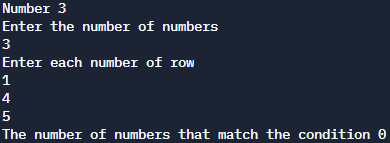 Number 3
Enter the number of numbers
3
Enter each number of row
1
4
5
The number of numbers that match the condition 0